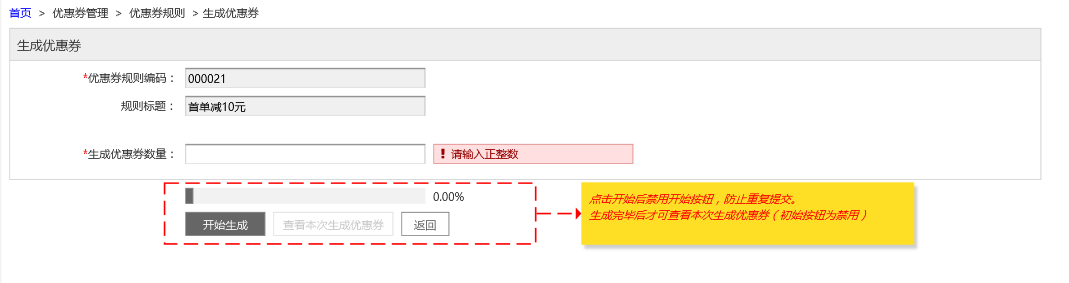 首页 > 优惠券管理 > 优惠券规则 > 生成优惠券
生成优惠券
*优惠券规则编码： 000021
规则标题： 首单减10元
*生成优惠券数量： ! 请输入正整数
0.00%
开始生成 查看本次生成优惠券 返回
点击开始后禁用开始按钮，防止重复提交。
生成完毕后才可查看本次生成优惠券（初始按钮为禁用）